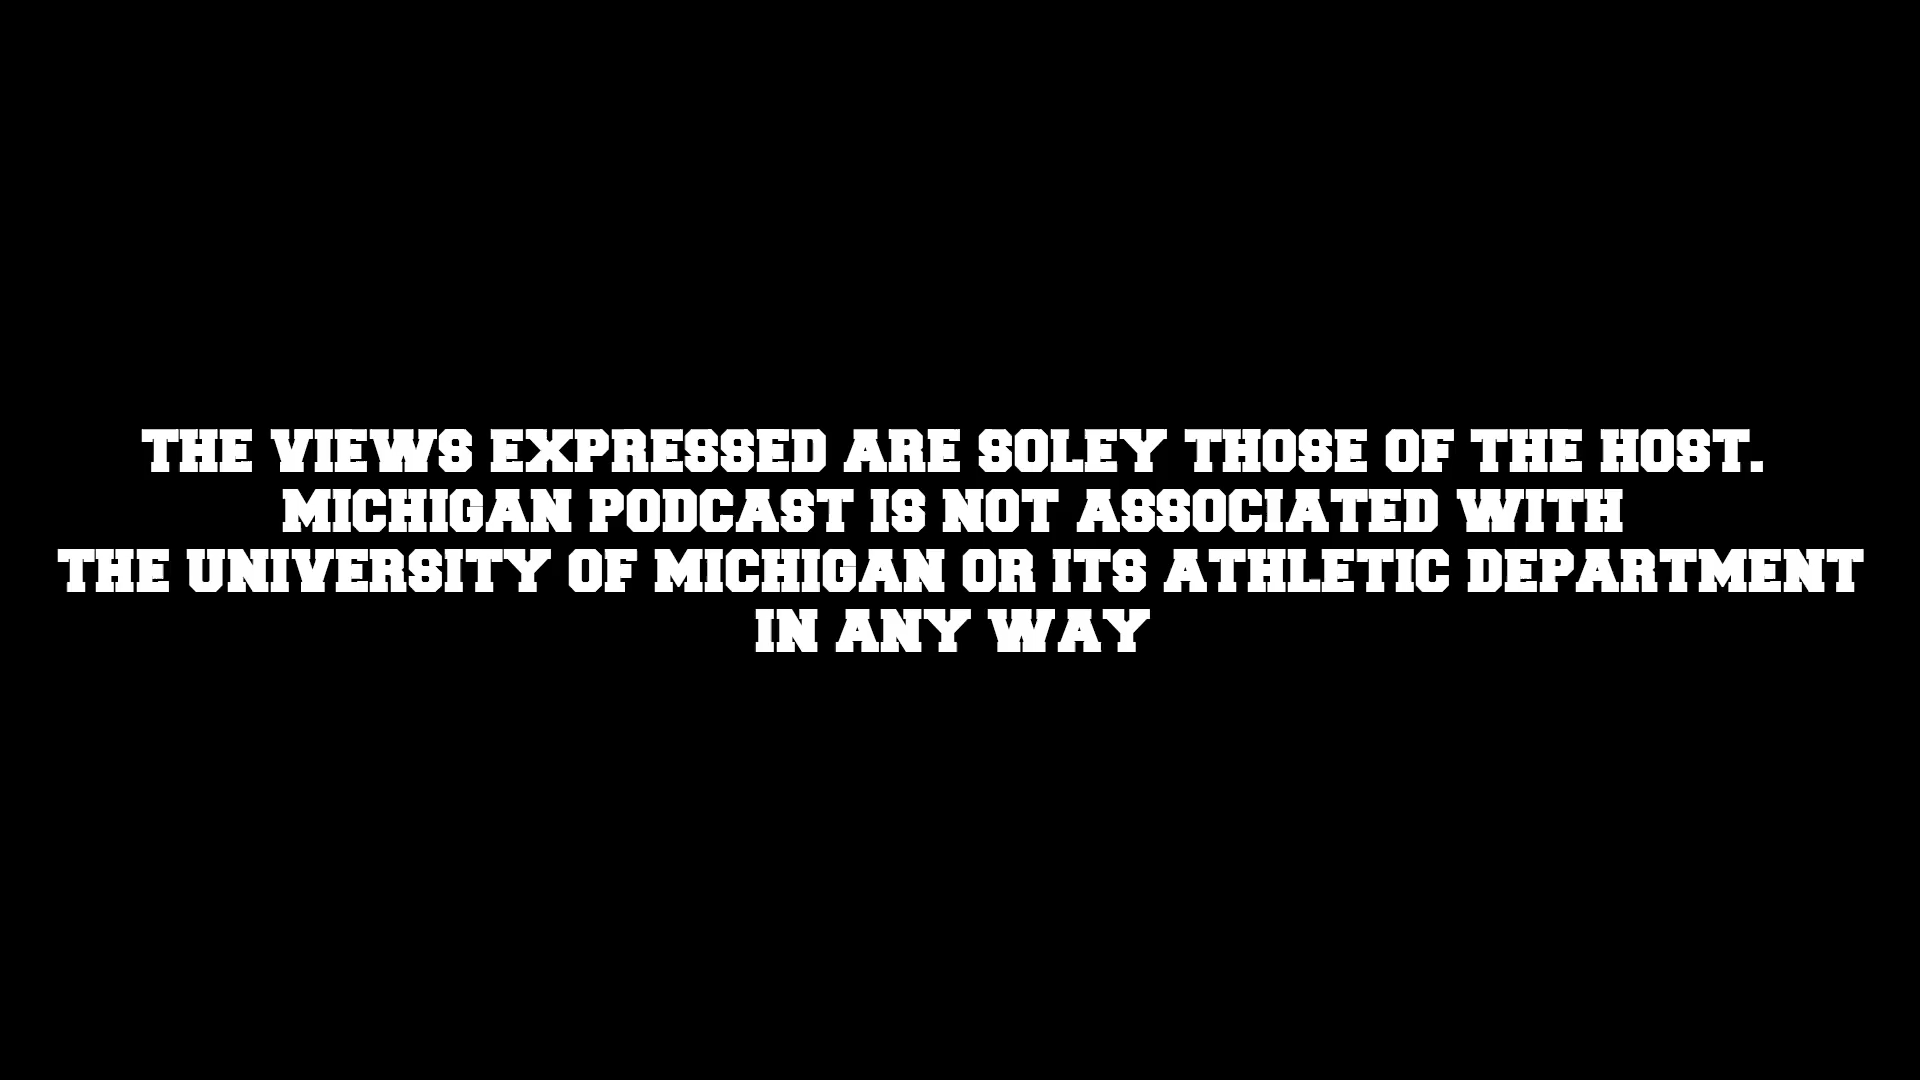 THE VIEWS EXPRESSED ARE SOLEY THOSE OF THE HOST.
MICHIGAN PODCAST IS NOT ASSOCIATED WITH
THE UNIVERSITY OF MICHIGAN OR ITS ATHLETIC DEPARTMENT
IN ANY WAY